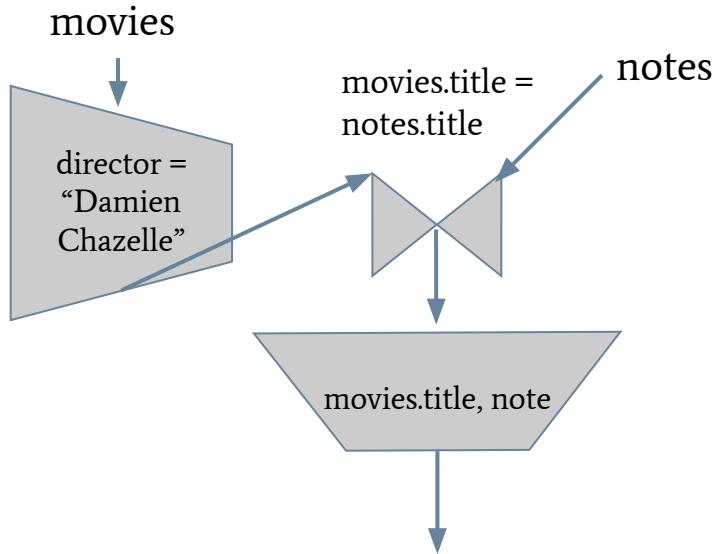 movies
movies.title =
notes.title
notes
director =
“Damien
Chazelle”
movies.title, note